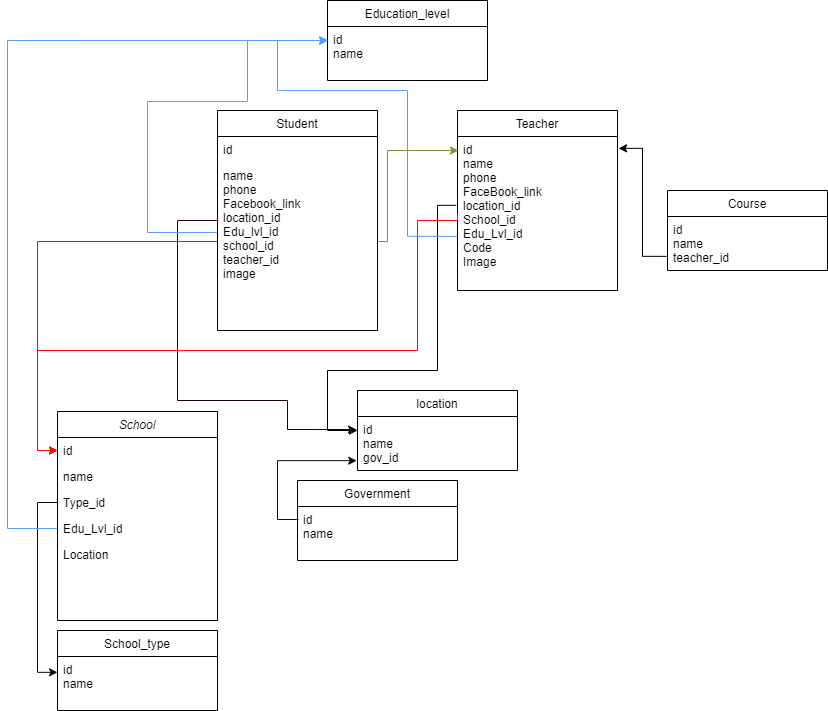 Education_level
id
name
Student
id
name
phone
Facebook_link
location_id
Edu_lvl_id
school_id
teacher_id
image
Teacher
id
name
phone
FaceBook_link
location_id
School_id
Edu_Lvl_id
Code
Image
Course
id
name
teacher_id
location
id
name
gov_id
School
id
name
Type_id
Edu_Lvl_id
Location
Government
id
name
School_type
id
name